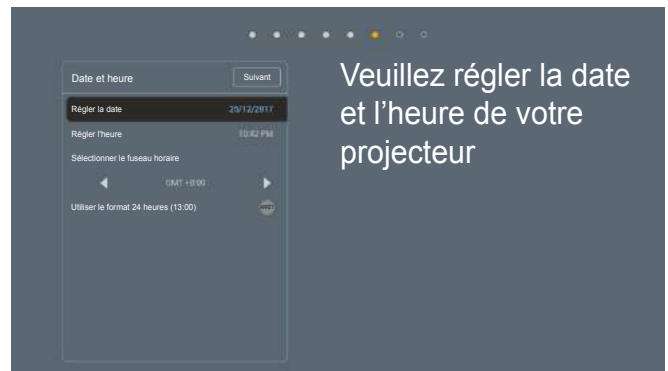 Date et heure
Suivant
Régler la date
25/12/2017
Régler l'heure
10:42 PM
Sélectionner le fuseau horaire
GMT +8:00
Utiliser le format 24 heures (13:00)
Veuillez régler la date
et l'heure de votre
projecteur